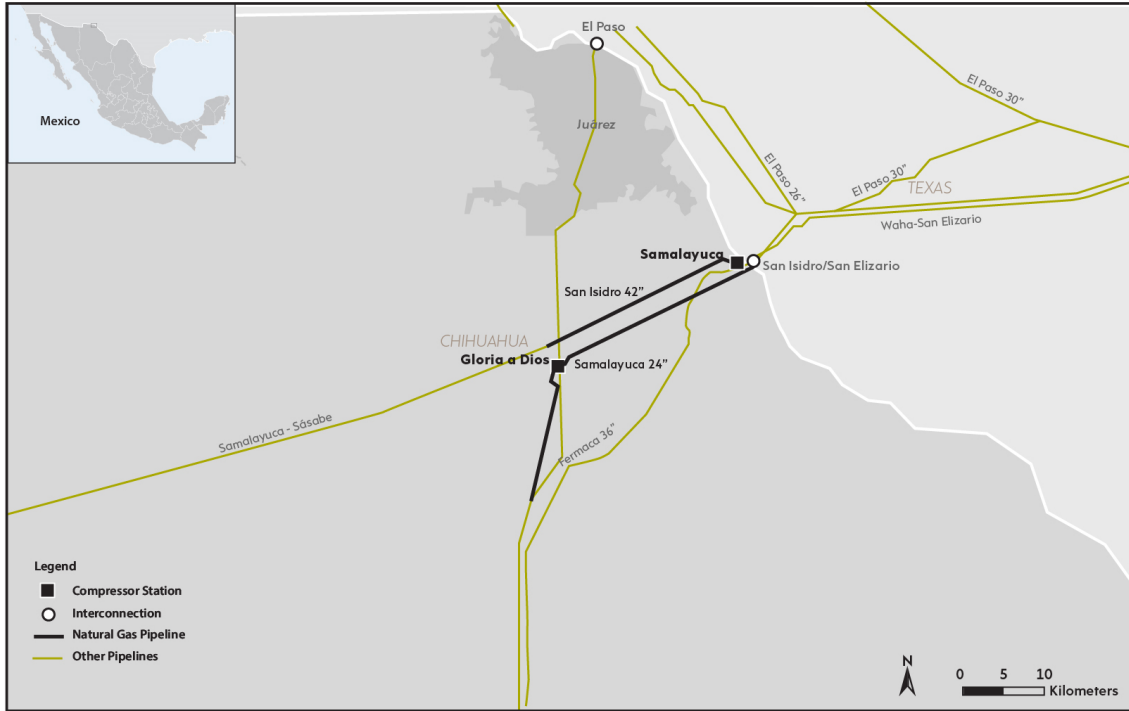 Mexico
El Paso
El Paso 30”
Juárez
El Paso 26”
El Paso 30”
TEXAS
Waha-San Elizario
Samalayuca
San Isidro/San Elizario
San Isidro 42”
CHIHUAHUA
Gloria a Dios
Samalayuca 24”
Samalayuca - Sásabe
Fermaca 36”
Legend
Compressor Station
Interconnection
Natural Gas Pipeline
Other Pipelines
N
0 5 10
Kilometers